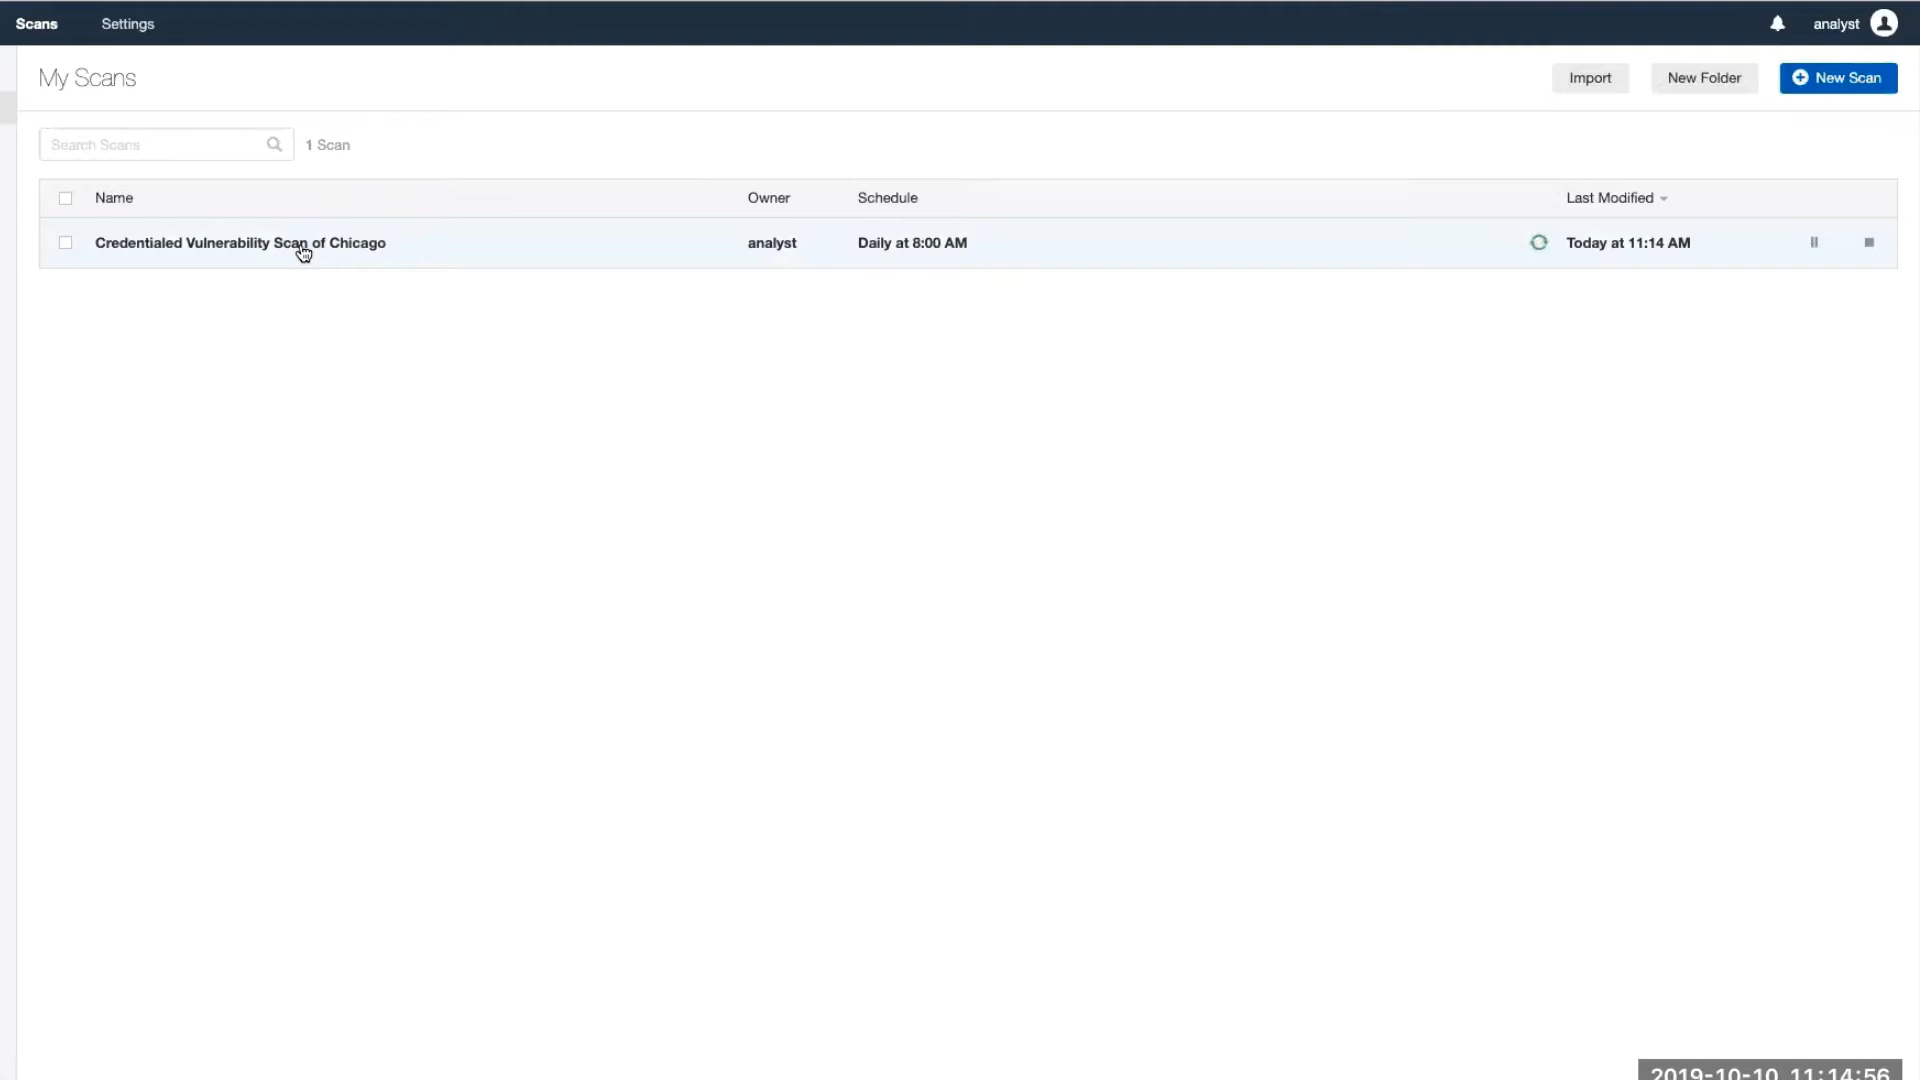 Scans Settings analyst
My Scans Import New Folder New Scan
Search Scans 1 Scan
Name Owner Schedule Last Modified
Credentialed Vulnerability Scan of Chicago analyst Daily at 8:00 AM Today at 11:14 AM
2019-10-10 11:14:56